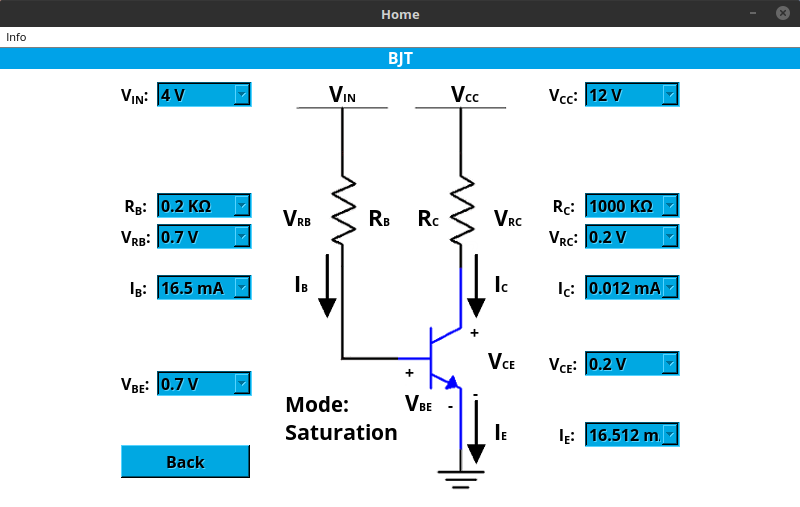 Home
Info
BJT
VIN: 4 V
VIN
VCC
VCC: 12 V
RB: 0.2 KΩ
RC: 1000 KΩ
VRB
RB
RC
VRC
VRB: 0.7 V
VRC: 0.2 V
IB: 16.5 mA
IB
IC
IC: 0.012 mA
+
VCE
VCE: 0.2 V
+
VBE: 0.7 V
VBE
-
-
Mode:
Saturation
IE
IE: 16.512 m
Back